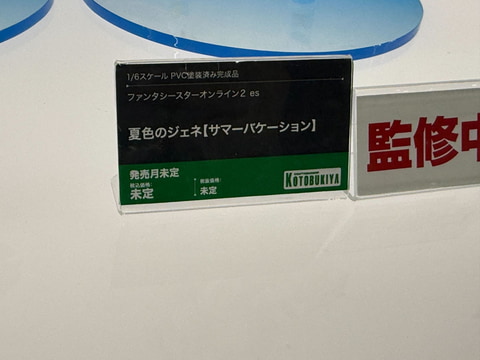 1/6スケール PVC塗装済み完成品
ファンタシースターオンライン2 es
夏色のジェネ【サマーバケーション】
発売月未定
税込価格:
未定
税抜価格:
未定
KOTOBUKIYA
監修中